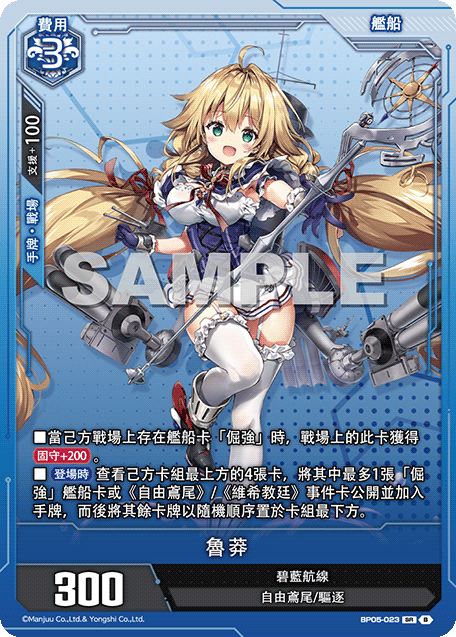 費用
3
艦船
支援+100
手牌・戰場
SAMPLE
■當己方戰場上存在艦船卡「倔強」時，戰場上的此卡獲得
固守+200。
■登場時 查看己方卡組最上方的4張卡，將其中最多1張「倔
強」艦船卡或《自由鳶尾》/《維希教廷》事件卡公開並加入
手牌，而後將其餘卡牌以隨機順序置於卡組最下方。
魯莽
300
碧藍航線
自由鳶尾/驅逐
©Manjuu Co.,Ltd. & Yongshi Co.,Ltd.
BP05-023 SR B